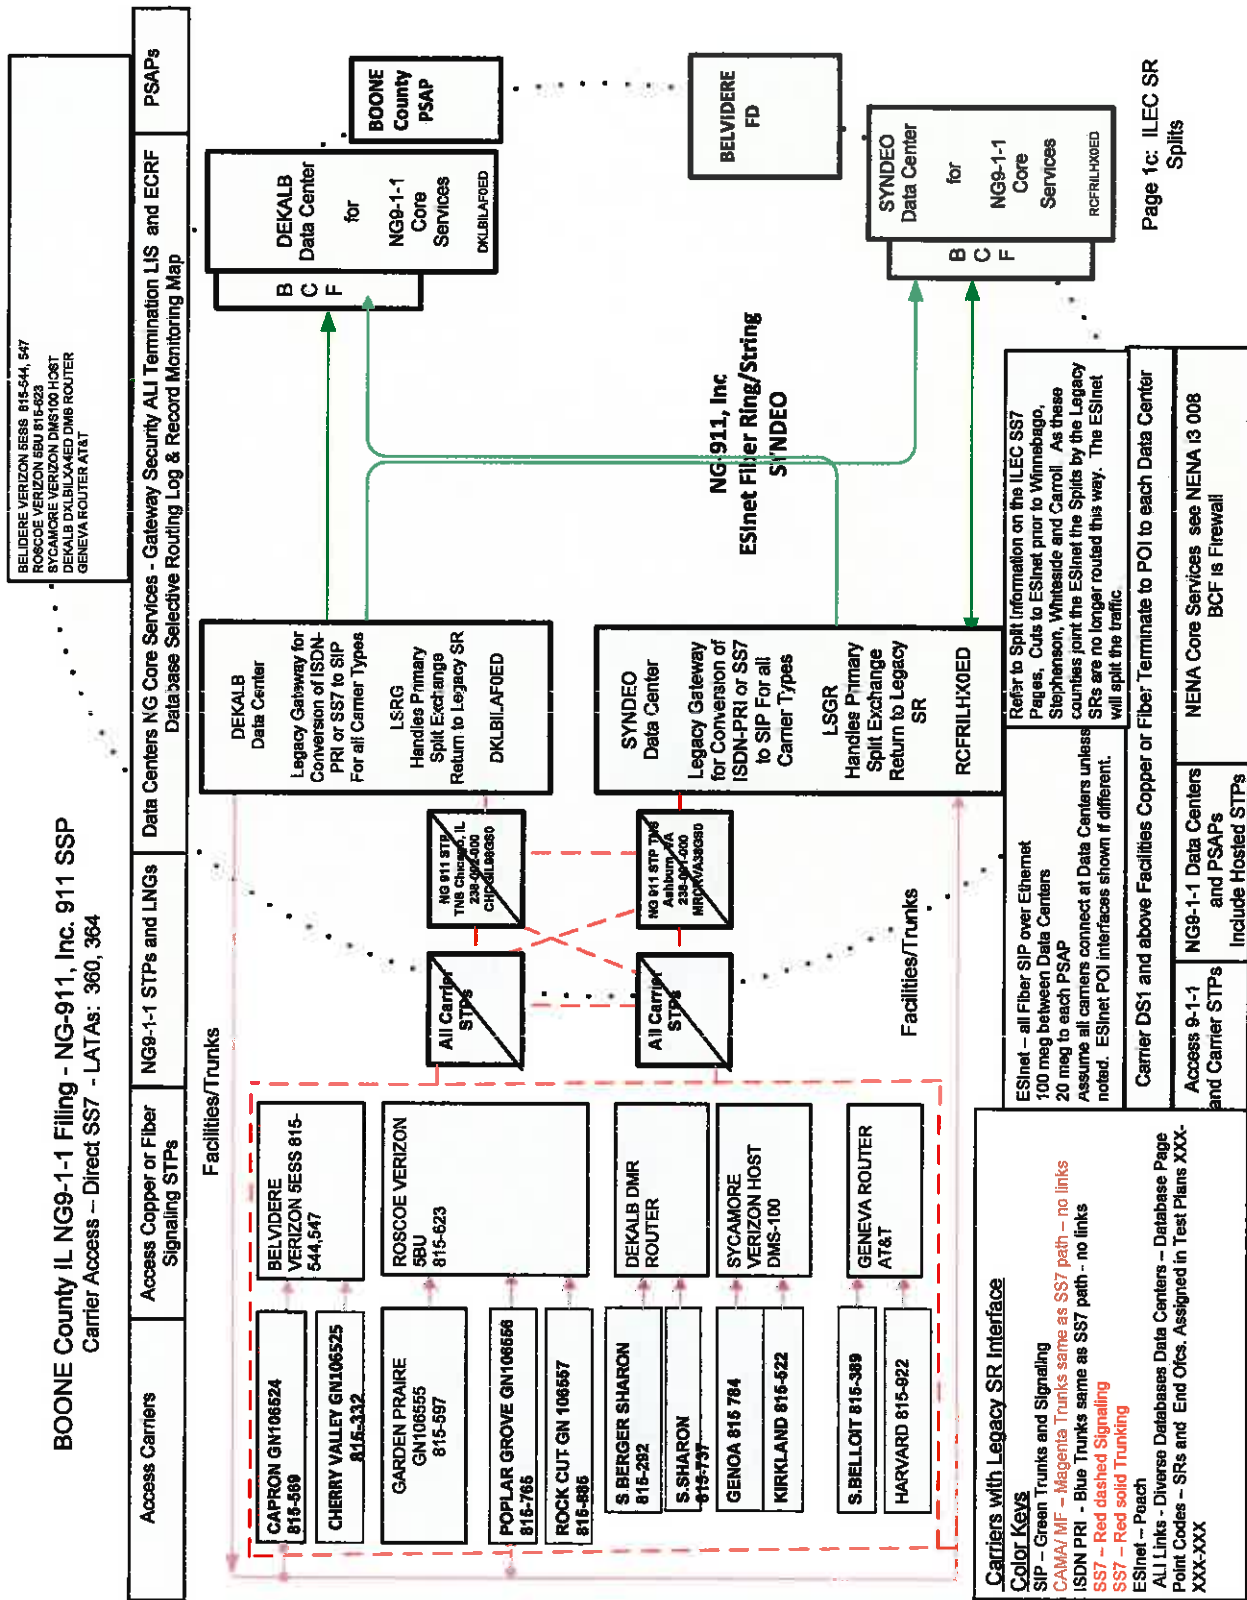 BOONE County IL NG9-1-1 Filing - NG-911, Inc. 911 SSP
Carrier Access – Direct SS7 - LATAs: 360, 364
BELIDERE VERIZON 5ESS 815-544, 547
ROSCOE VERIZON 5BU 815-623
SYCAMORE VERIZON DMS100 HOST
DEKALB DXLBILXA4ED DMS ROUTER
GENEVA ROUTER AT&T
Access Carriers
Access Copper or Fiber
Signaling STPs
NG9-1-1 STPs and LNGs
Data Centers NG Core Services - Gateway Security ALI Termination LIS and ECRF
Database Selective Routing Log & Record Monitoring Map
PSAPs
Facilities/Trunks
CAPRON GN106524
815-569
CHERRY VALLEY GN106525
815-332
GARDEN PRAIRE
GN106555
815-597
POPLAR GROVE GN106556
815-765
ROCK CUT GN 106557
815-885
S.BERGER SHARON
815-292
S.SHARON
815-737
GENOA 815 784
KIRKLAND 815-522
S.BELLOIT 815-389
HARVARD 815-922
BELVIDERE
VERIZON 5ESS 815-
544,547
ROSCOE VERIZON
5BU
815-623
DEKALB DMR
ROUTER
SYCAMORE
VERIZON HOST
DMS-100
GENEVA ROUTER
AT&T
All Carrier
STPs
All Carrier
STPs
NG 911 STP
TNS Chicago, IL
238-002-000
CHCGIL98GS0
NG 911 STP TNS
Ashburn, VA
238-001-000
MRRRVA38GS0
Facilities/Trunks
DEKALB
Data Center
Legacy Gateway for
Conversion of ISDN-
PRI or SS7 to SIP
For all Carrier Types
LSRG
Handles Primary
Split Exchange
Return to Legacy SR
DKLBILAF0ED
SYNDEO
Data Center
Legacy Gateway
for Conversion of
ISDN-PRI or SS7
to SIP For all
Carrier Types
LSGR
Handles Primary
Split Exchange
Return to Legacy
SR
RCFRILHX0ED
NG-911, Inc
ESInet Fiber Ring/String
SYNDEO
B
C
F
DEKALB
Data Center
for
NG9-1-1
Core
Services
DKLBILAF0ED
BOONE
County
PSAP
BELVIDERE
FD
B
C
F
SYNDEO
Data Center
for
NG9-1-1
Core
Services
RCFRILHX0ED
Page 1c: ILEC SR
Splits
Carriers with Legacy SR Interface
Color Keys
SIP – Green Trunks and Signaling
CAMA/ MF – Magenta Trunks same as SS7 path – no links
ISDN PRI - Blue Trunks same as SS7 path - no links
SS7 – Red dashed Signaling
SS7 – Red solid Trunking
ESInet – Peach
ALI Links - Diverse Databases Data Centers – Database Page
Point Codes – SRs and End Ofcs. Assigned in Test Plans XXX-
XXX-XXX
ESInet – all Fiber SIP over Ethernet
100 meg between Data Centers
20 meg to each PSAP
Assume all carriers connect at Data Centers unless
noted. ESInet POI interfaces shown if different.
Refer to Split Information on the ILEC SS7
Pages, Cuts to ESInet prior to Winnebago,
Stephenson, Whiteside and Carroll. As these
counties joint the ESInet the Splits by the Legacy
SRs are no longer routed this way. The ESInet
will split the traffic.
Carrier DS1 and above Facilities Copper or Fiber Terminate to POI to each Data Center
Access 9-1-1
and Carrier STPs
NG9-1-1 Data Centers
and PSAPs
Include Hosted STPs
NENA Core Services see NENA I3 008
BCF is Firewall